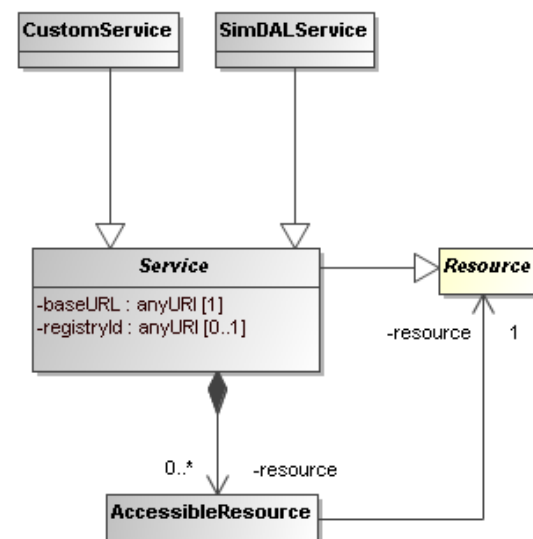 CustomService
SimDALService
Service
-baseURL : anyURI [1]
-registryId : anyURI [0..1]
Resource
-resource 1
0..* -resource
AccessibleResource